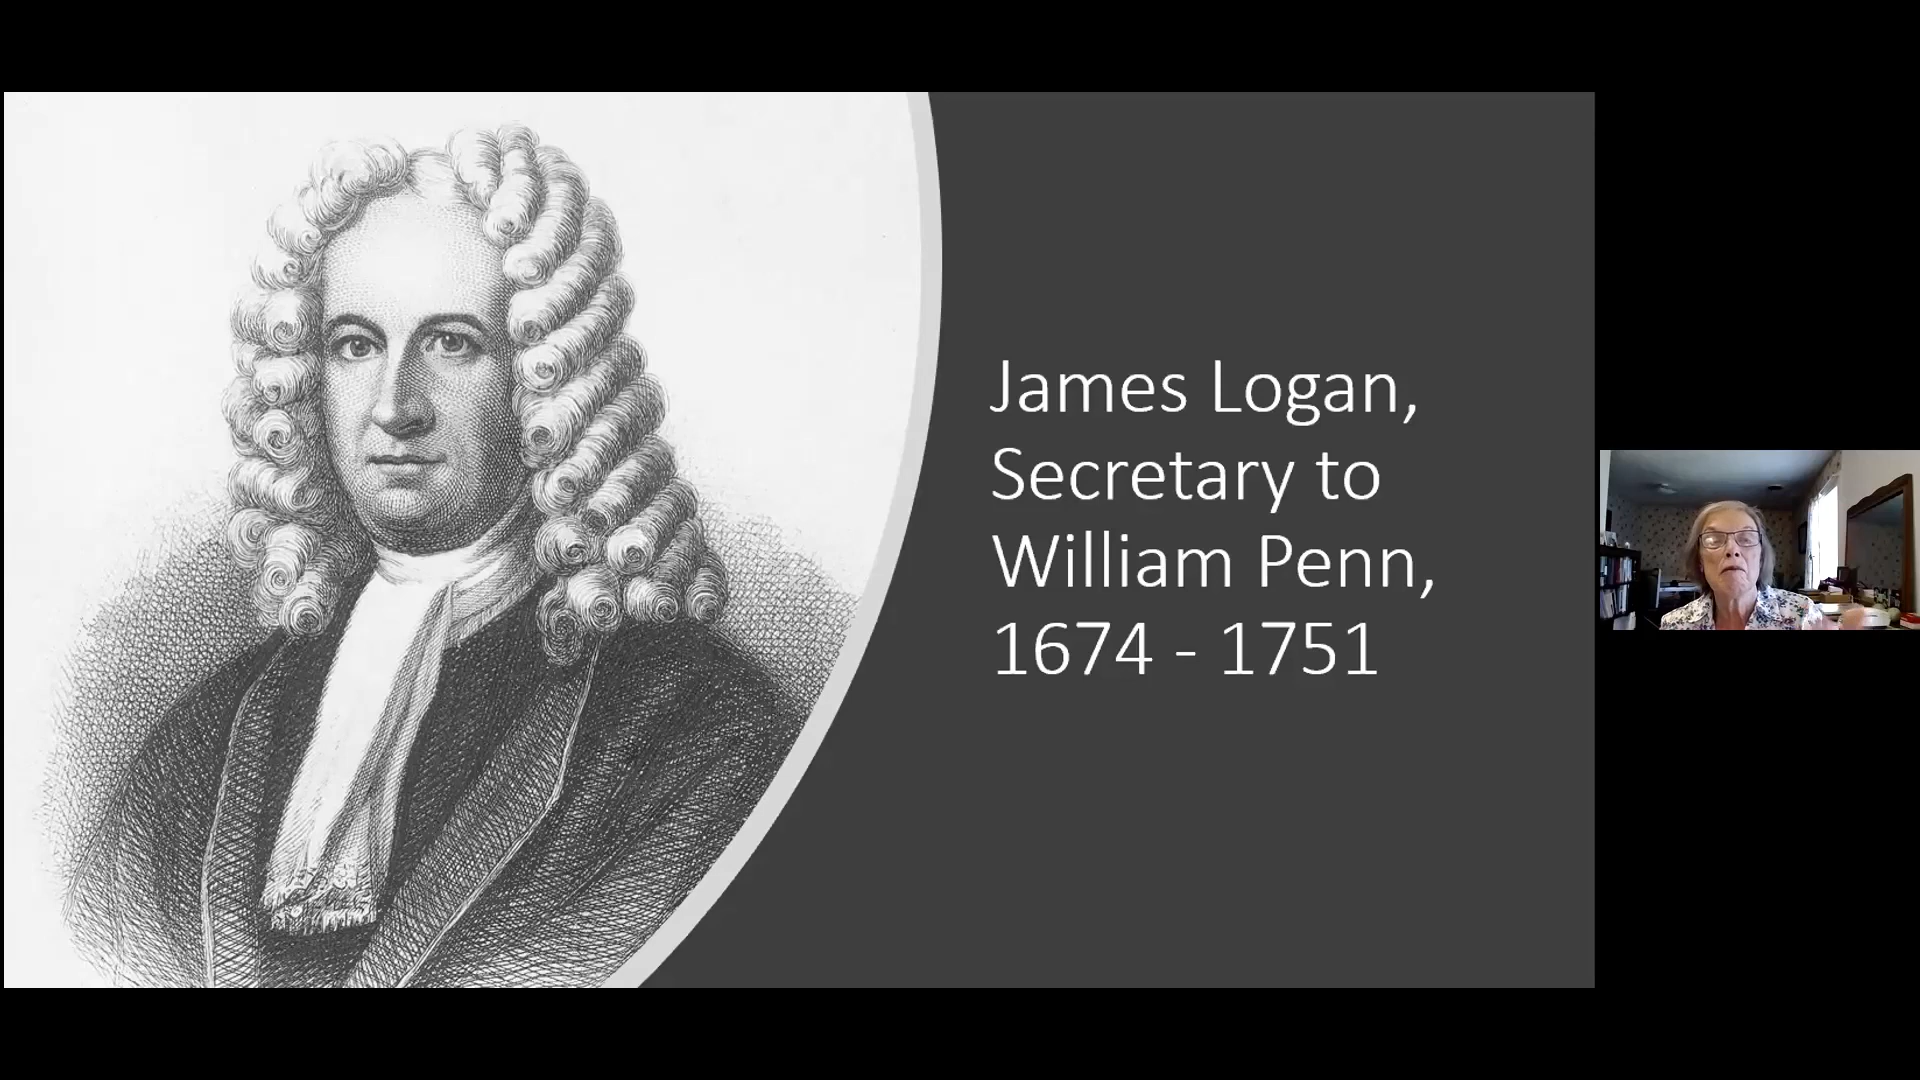 James Logan,
Secretary to
William Penn,
1674 - 1751